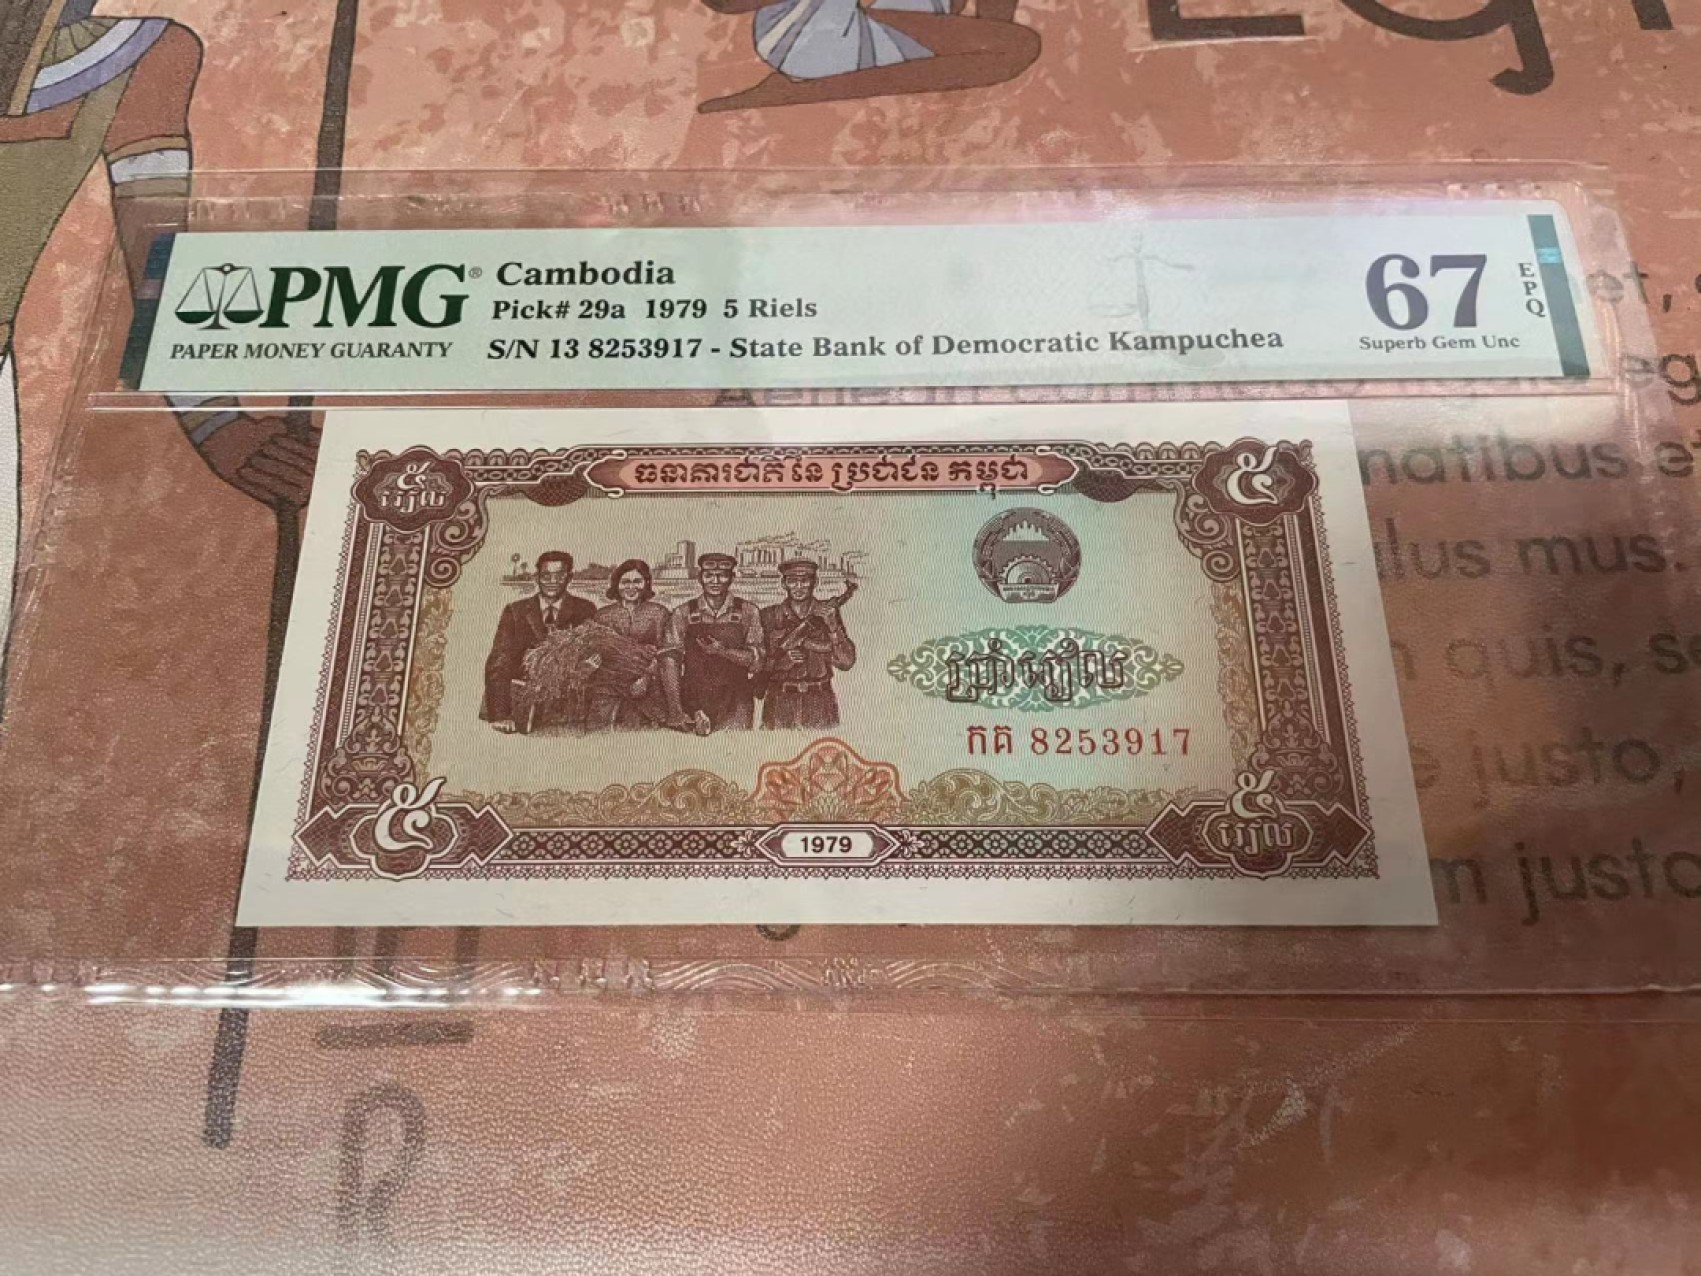 Eg
PMG® Cambodia
Pick# 29a 1979 5 Riels
PAPER MONEY GUARANTY
S/N 13 8253917 - State Bank of Democratic Kampuchea
67
EPQ
Superb Gem Unc
et,
natibus et
ulus mus.
quis,
justo,
m justo
ធនាគារជាតិ នៃ ប្រជាជន កម្ពុជា
៥
រៀល
៥
ប្រាំរៀល
កគ 8253917
៥
1979
៥
រៀល